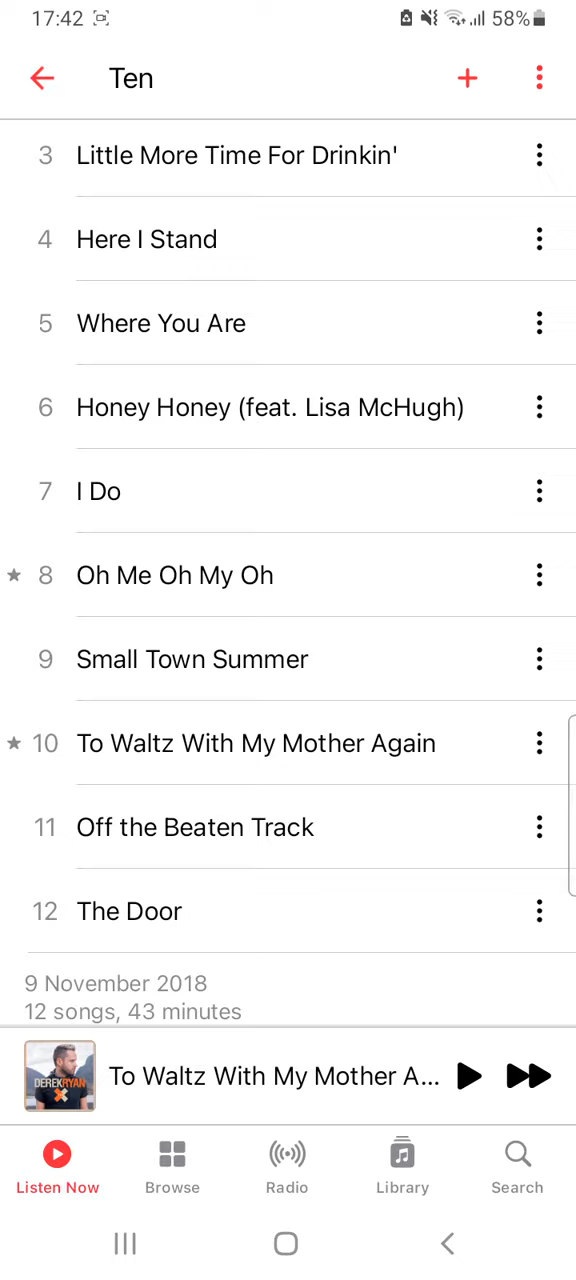 17:42 58%
Ten
3 Little More Time For Drinkin'
4 Here I Stand
5 Where You Are
6 Honey Honey (feat. Lisa McHugh)
7 I Do
8 Oh Me Oh My Oh
9 Small Town Summer
10 To Waltz With My Mother Again
11 Off the Beaten Track
12 The Door
9 November 2018
12 songs, 43 minutes
DEREKRYAN
To Waltz With My Mother A...
Listen Now Browse Radio Library Search